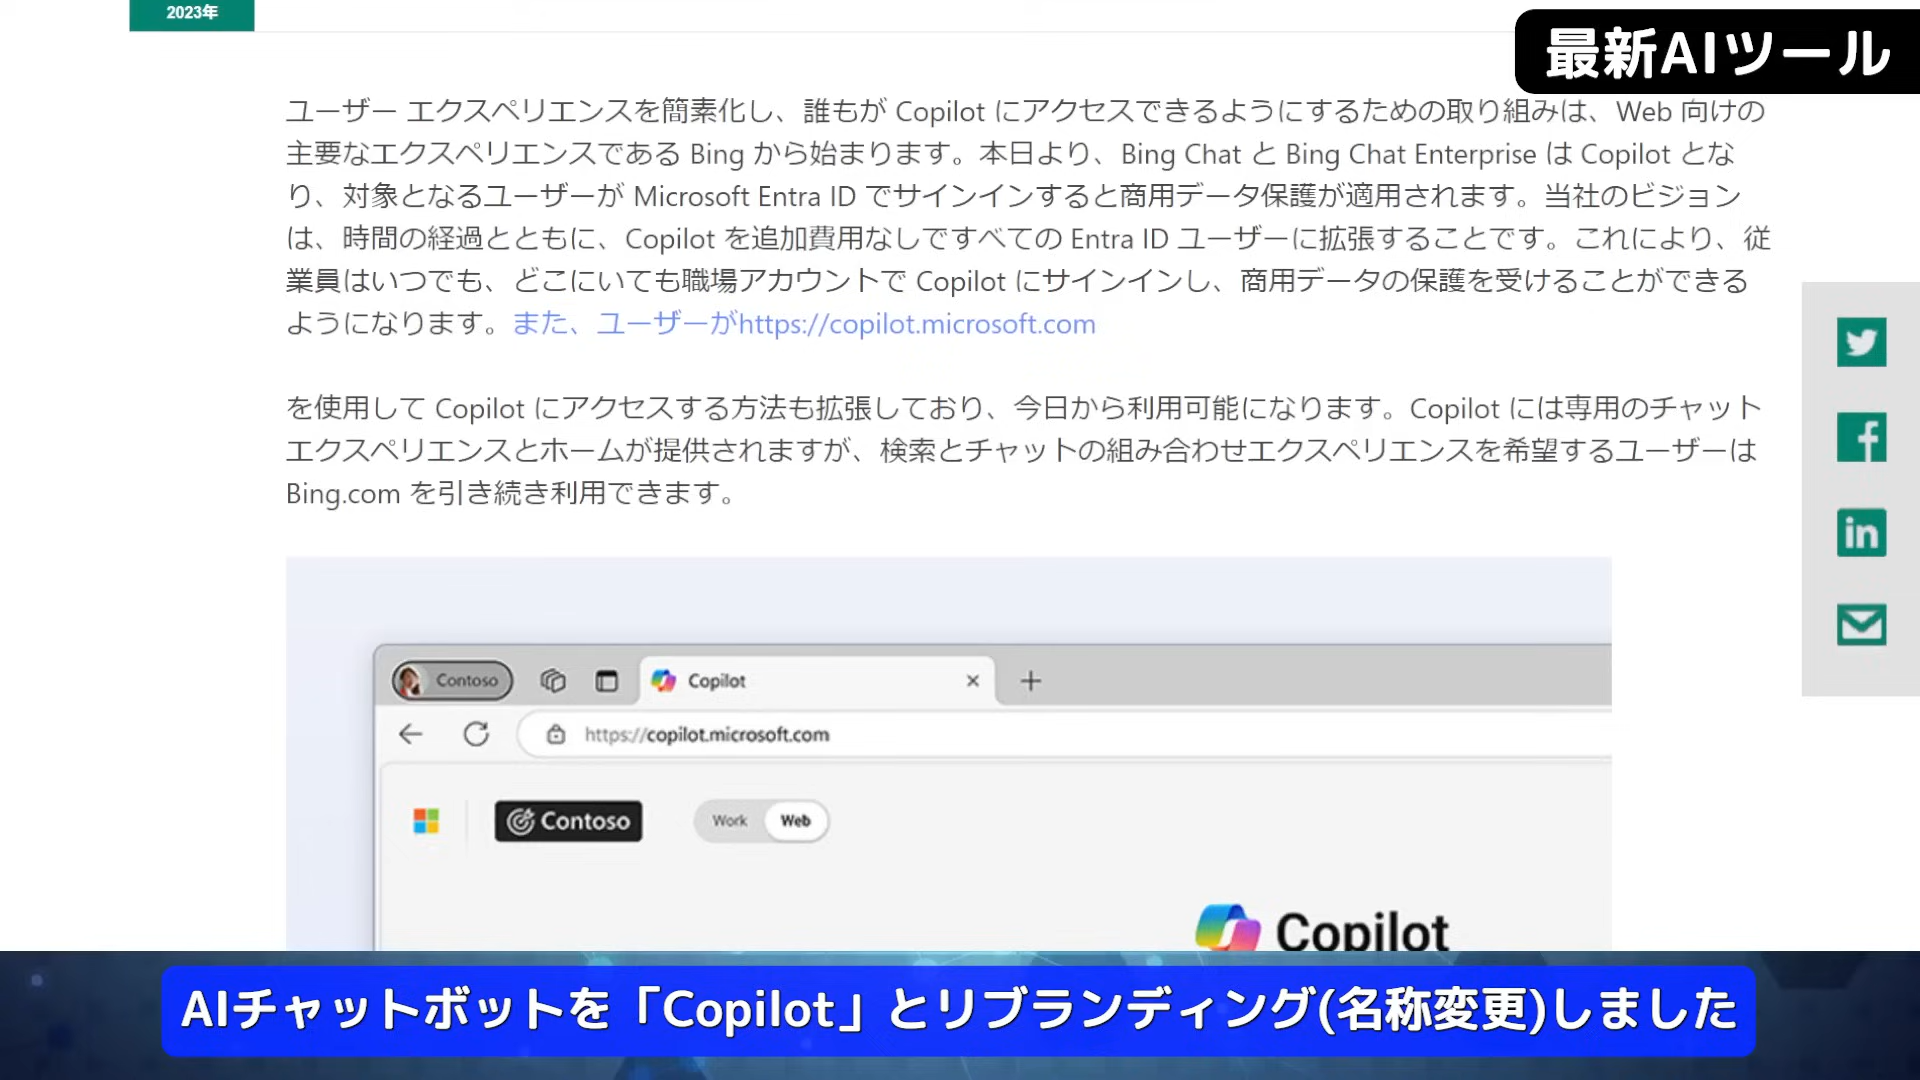 2023年
最新AIツール
ユーザー エクスペリエンスを簡素化し、誰もが Copilot にアクセスできるようにするための取り組みは、Web 向けの
主要なエクスペリエンスである Bing から始まります。本日より、Bing Chat と Bing Chat Enterprise は Copilot とな
り、対象となるユーザーが Microsoft Entra ID でサインインすると商用データ保護が適用されます。当社のビジョン
は、時間の経過とともに、Copilot を追加費用なしですべての Entra ID ユーザーに拡張することです。これにより、従
業員はいつでも、どこにいても職場アカウントで Copilot にサインインし、商用データの保護を受けることができる
ようになります。また、ユーザーがhttps://copilot.microsoft.com
を使用して Copilot にアクセスする方法も拡張しており、今日から利用可能になります。Copilot には専用のチャット
エクスペリエンスとホームが提供されますが、検索とチャットの組み合わせエクスペリエンスを希望するユーザーは
Bing.com を引き続き利用できます。
Contoso
Copilot
https://copilot.microsoft.com
Contoso
Work Web
Copilot
AIチャットボットを「Copilot」とリブランディング(名称変更)しました